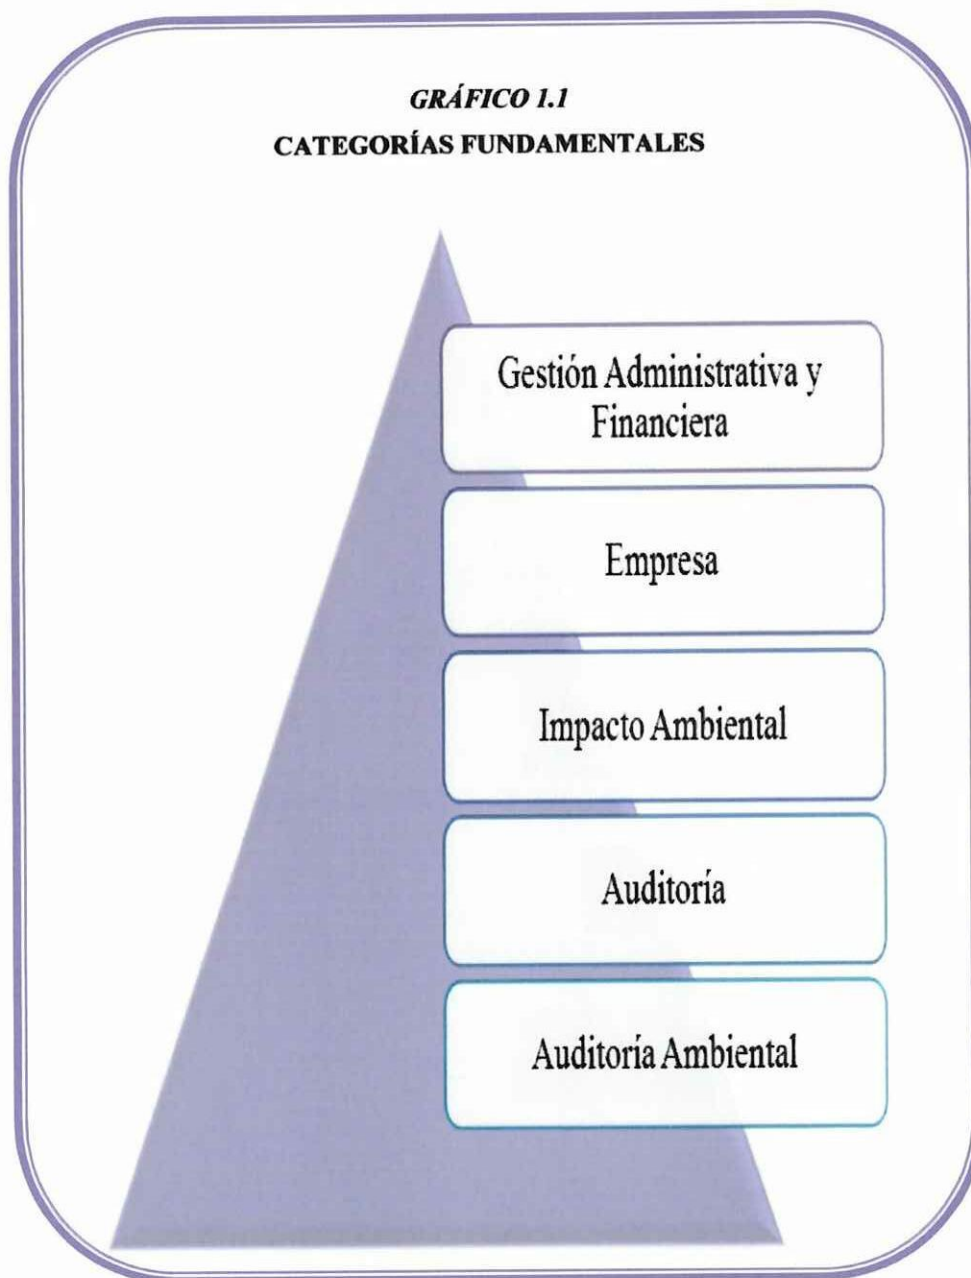 GRÁFICO 1.1
CATEGORÍAS FUNDAMENTALES
Gestión Administrativa y
Financiera
Empresa
Impacto Ambiental
Auditoría
Auditoría Ambiental